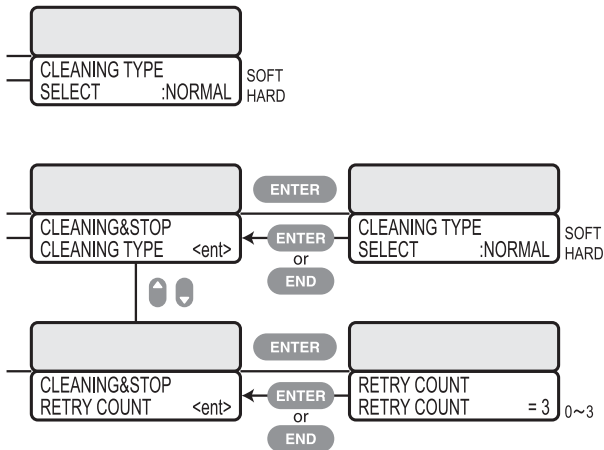 CLEANING TYPE
SELECT :NORMAL
SOFT
HARD
ENTER
CLEANING&STOP
CLEANING TYPE <ent>
ENTER
or
END
CLEANING TYPE
SELECT :NORMAL
SOFT
HARD
ENTER
CLEANING&STOP
RETRY COUNT <ent>
ENTER
or
END
RETRY COUNT
RETRY COUNT = 3
0~3